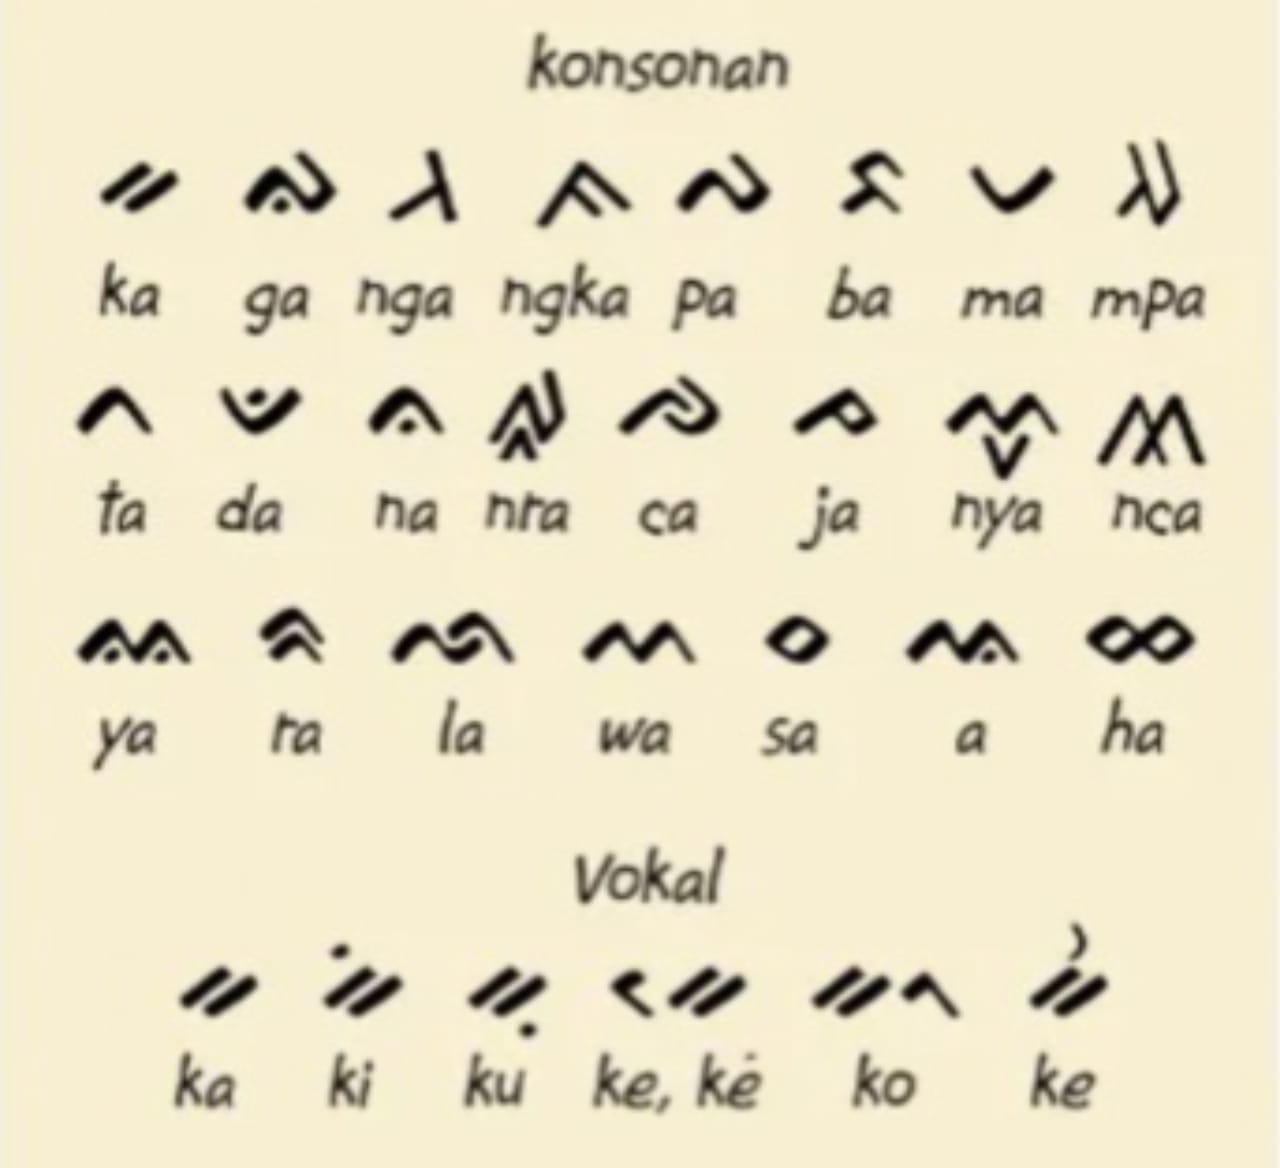 konsonan
ᨀ ᨁ ᨂ ᨃ ᨄ ᨅ ᨆ ᨇ
ka ga nga ngka pa ba ma mpa
ᨈ ᨉ ᨊ ᨋ ᨌ ᨍ ᨎ ᨏ
ta da na nra ca ja nya nca
ᨐ ᨑ ᨒ ᨓ ᨔ ᨕ ᨖ
ya ra la wa sa a ha
Vokal
ᨀ ᨀᨗ ᨀᨘ ᨀᨙ ᨀᨚ ᨀᨛ
ka ki ku ke, kė ko ke